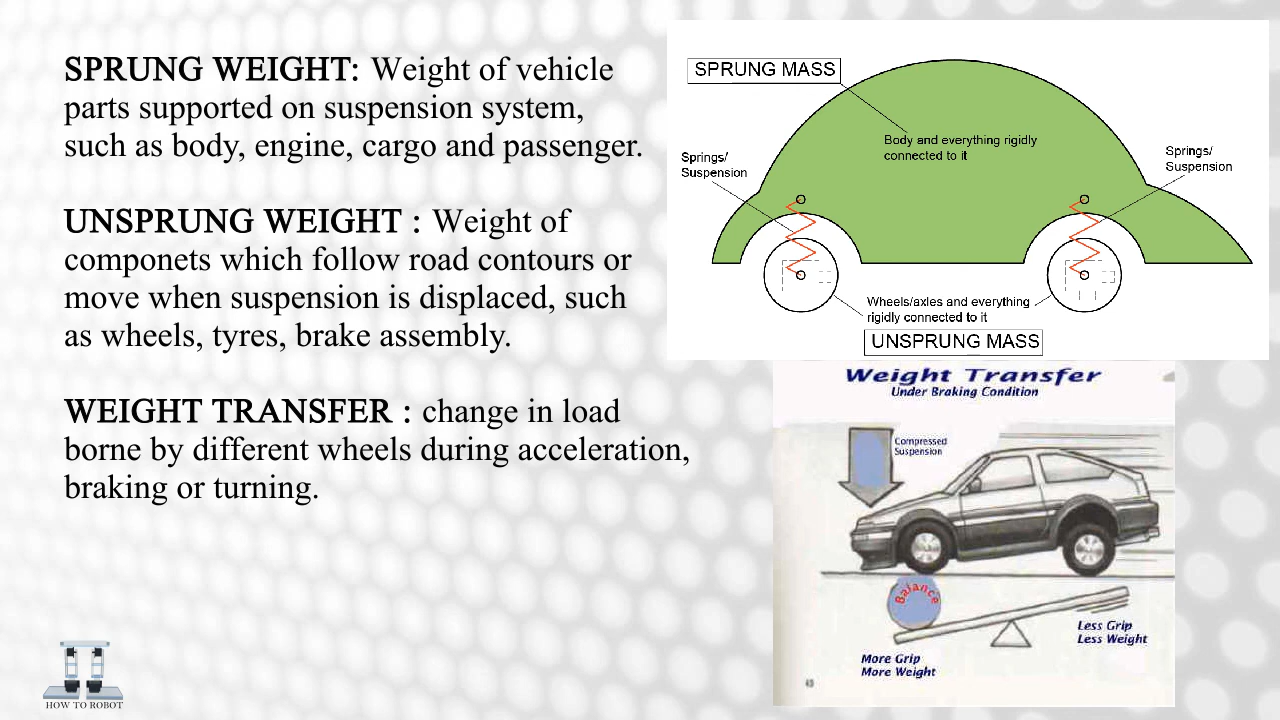 SPRUNG WEIGHT: Weight of vehicle
parts supported on suspension system,
such as body, engine, cargo and passenger.
UNSPRUNG WEIGHT : Weight of
componets which follow road contours or
move when suspension is displaced, such
as wheels, tyres, brake assembly.
WEIGHT TRANSFER : change in load
borne by different wheels during acceleration,
braking or turning.
SPRUNG MASS
Body and everything rigidly
connected to it
Springs/
Suspension
Springs/
Suspension
Wheels/axles and everything
rigidly connected to it
UNSPRUNG MASS
Weight Transfer
Under Braking Condition
Compressed
Suspension
Balance
Less Grip
Less Weight
More Grip
More Weight
HOW TO ROBOT